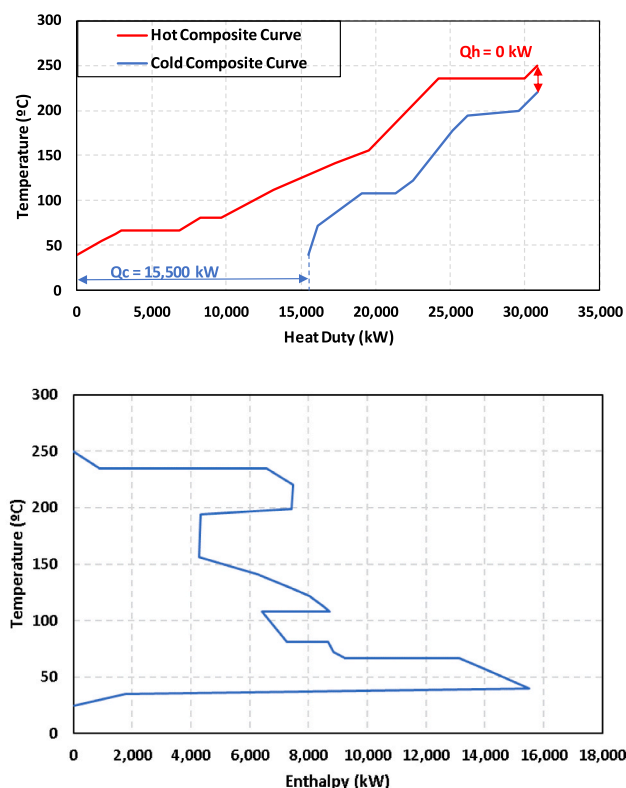 300
Hot Composite Curve
Cold Composite Curve
Qh = 0 kW
250
200
150
100
50
0
Temperature (ºC)
Qc = 15,500 kW
0 5,000 10,000 15,000 20,000 25,000 30,000 35,000
Heat Duty (kW)
300
250
200
150
100
50
0
Temperature (ºC)
0 2,000 4,000 6,000 8,000 10,000 12,000 14,000 16,000 18,000
Enthalpy (kW)